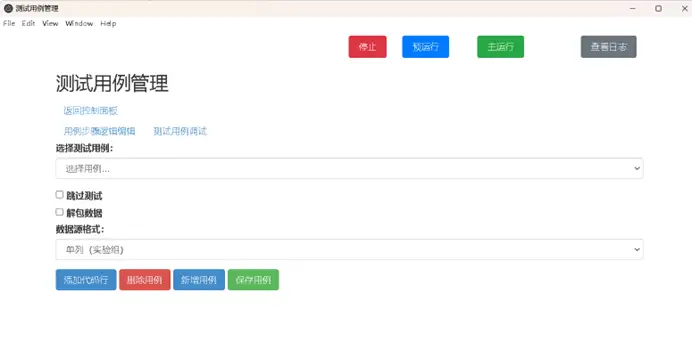 测试用例管理
File Edit View Window Help
停止 预运行 主运行 查看日志
测试用例管理
返回控制面板
用例步骤逻辑编辑 测试用例调试
选择测试用例：
选择用例...
跳过测试
解包数据
数据源格式：
单列（实验组）
添加代码行 删除用例 新增用例 保存用例